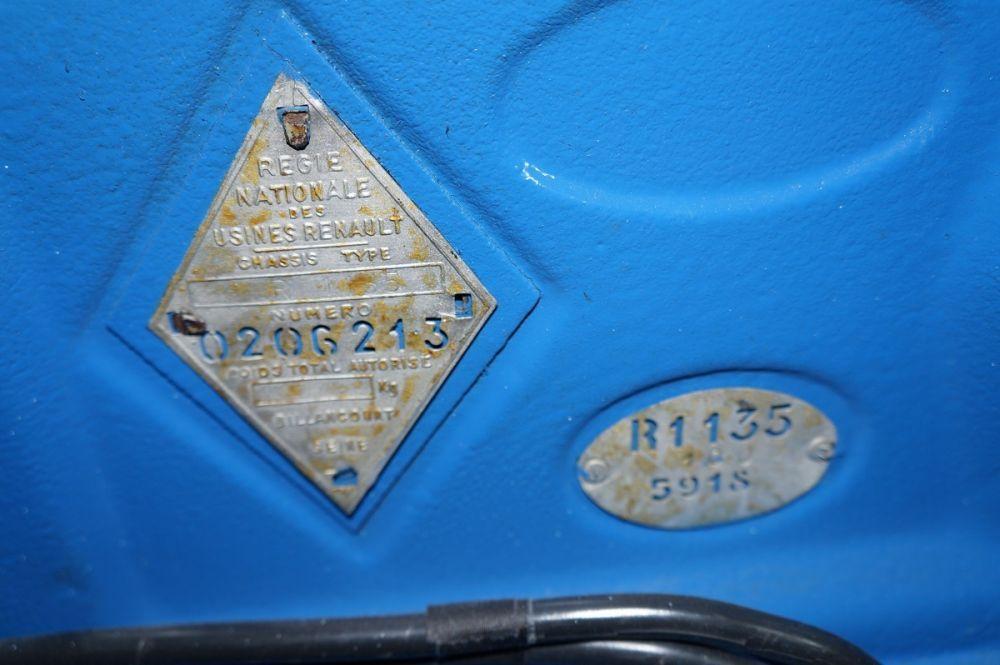 REGIE
NATIONALE
DES
USINES RENAULT
CHASSIS TYPE
NUMERO
0206213
POIDS TOTAL AUTORISE
Kg
BILLANCOURT
SEINE
R1135
5918